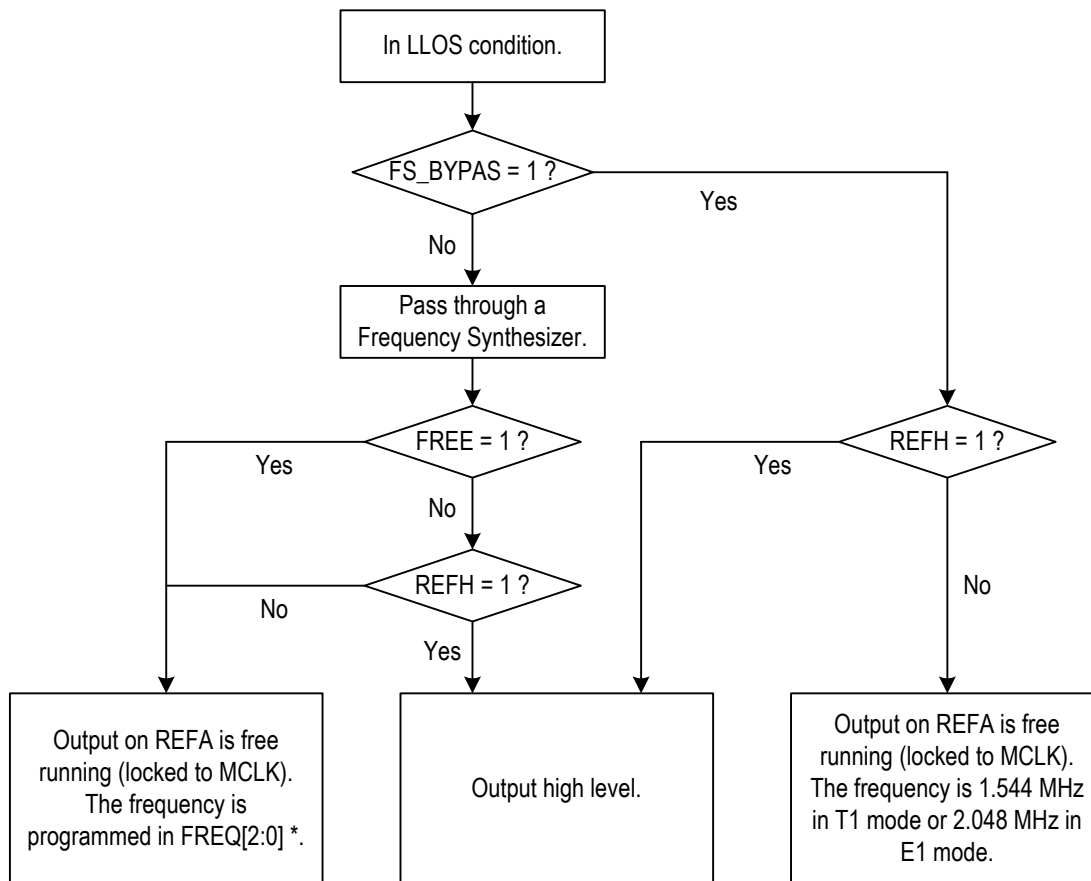 In LLOS condition.
FS_BYPAS = 1 ?
Yes
No
Pass through a
Frequency Synthesizer.
FREE = 1 ?
Yes
No
REFH = 1 ?
Yes
No
REFH = 1 ?
No
Yes
Output on REFA is free
running (locked to MCLK).
The frequency is
programmed in FREQ[2:0] *.
Output high level.
Output on REFA is free
running (locked to MCLK).
The frequency is 1.544 MHz
in T1 mode or 2.048 MHz in
E1 mode.